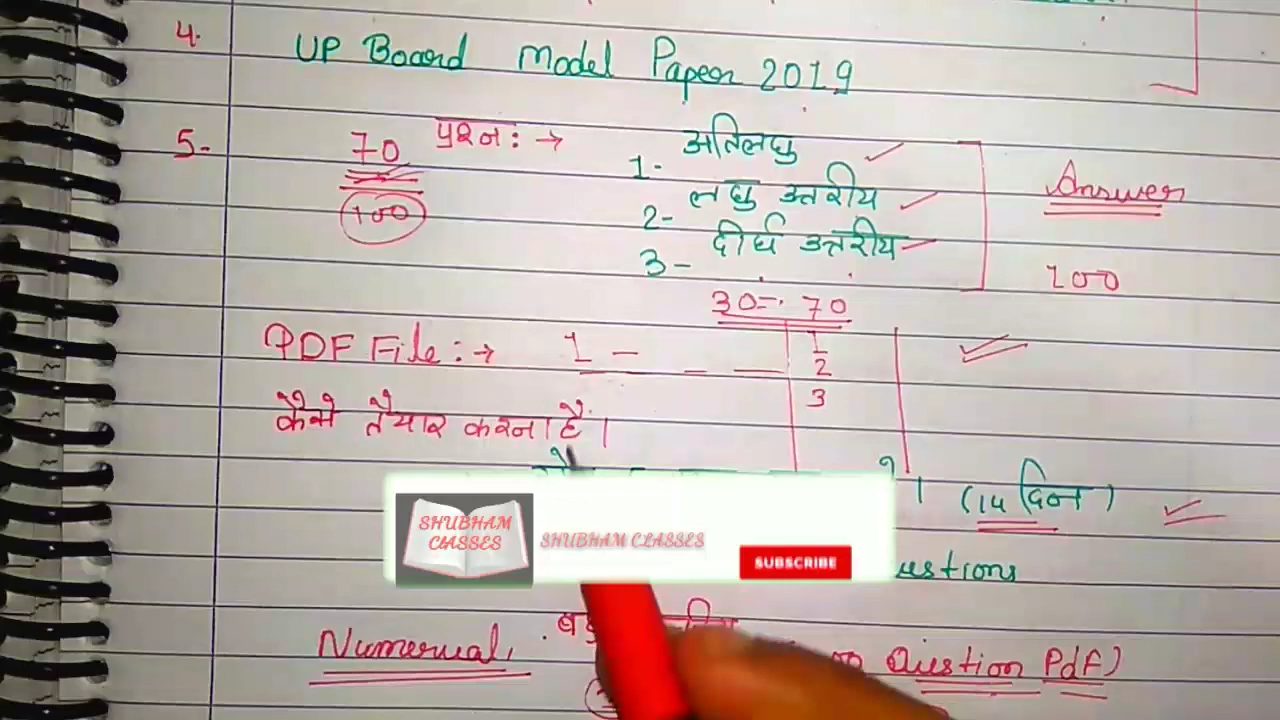 4. UP Board Model Paper 2019
5- 70 प्रश्न: → 1- अतिलघु ✓
100 2- लघु उत्तरीय ✓ Answer
3- दीर्घ उत्तरीय 100
30=· 70
PDF File: → 1 - 1
2
3
कैसे तैयार करना है।
(14 दिन)
SHUBHAM CLASSES
SHUBHAM CLASSES
SUBSCRIBE
uestions
Numerual
Question PdF)